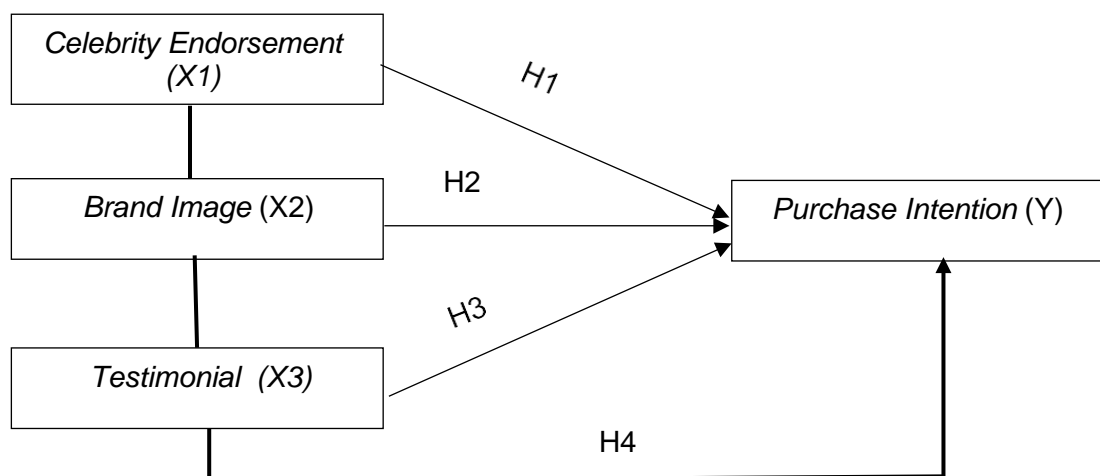 Celebrity Endorsement
(X1)
H1
H2
Brand Image (X2)
Purchase Intention (Y)
H3
Testimonial (X3)
H4